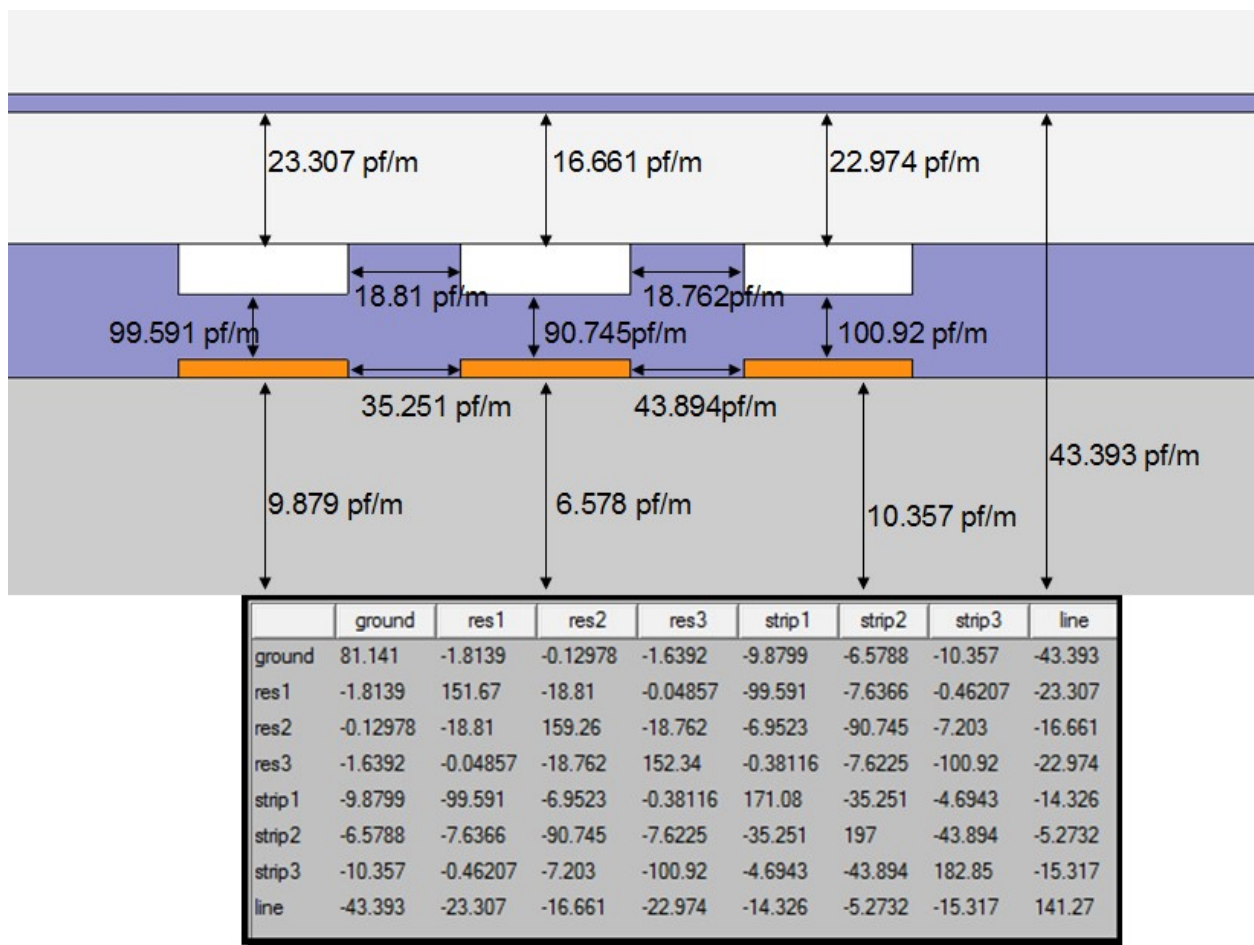 23.307 pf/m 16.661 pf/m 22.974 pf/m
18.81 pf/m 18.762pf/m
99.591 pf/m 90.745pf/m 100.92 pf/m
35.251 pf/m 43.894pf/m
43.393 pf/m
9.879 pf/m 6.578 pf/m 10.357 pf/m
ground res1 res2 res3 strip1 strip2 strip3 line
ground 81.141 -1.8139 -0.12978 -1.6392 -9.8799 -6.5788 -10.357 -43.393
res1 -1.8139 151.67 -18.81 -0.04857 -99.591 -7.6366 -0.46207 -23.307
res2 -0.12978 -18.81 159.26 -18.762 -6.9523 -90.745 -7.203 -16.661
res3 -1.6392 -0.04857 -18.762 152.34 -0.38116 -7.6225 -100.92 -22.974
strip1 -9.8799 -99.591 -6.9523 -0.38116 171.08 -35.251 -4.6943 -14.326
strip2 -6.5788 -7.6366 -90.745 -7.6225 -35.251 197 -43.894 -5.2732
strip3 -10.357 -0.46207 -7.203 -100.92 -4.6943 -43.894 182.85 -15.317
line -43.393 -23.307 -16.661 -22.974 -14.326 -5.2732 -15.317 141.27